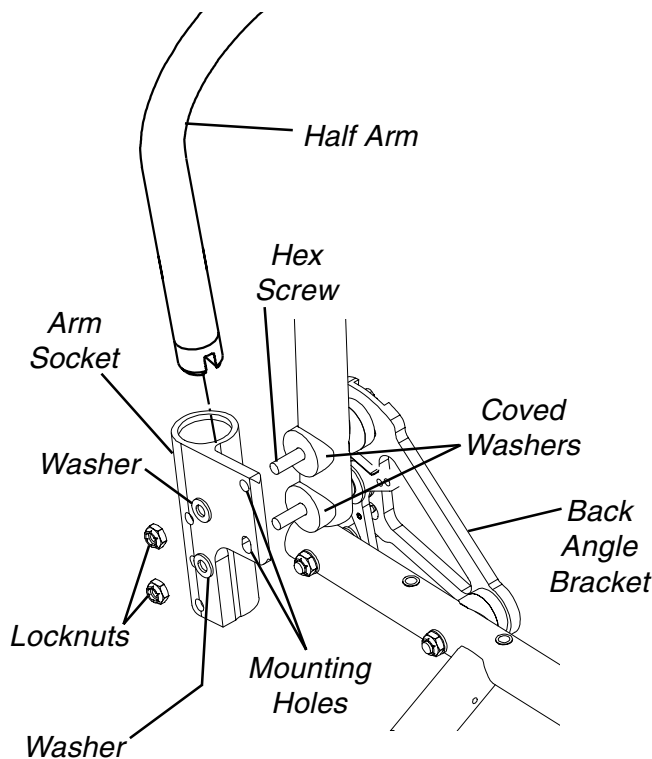 Half Arm
Hex
Screw
Arm
Socket
Coved
Washers
Washer
Back
Angle
Bracket
Locknuts
Mounting
Holes
Washer